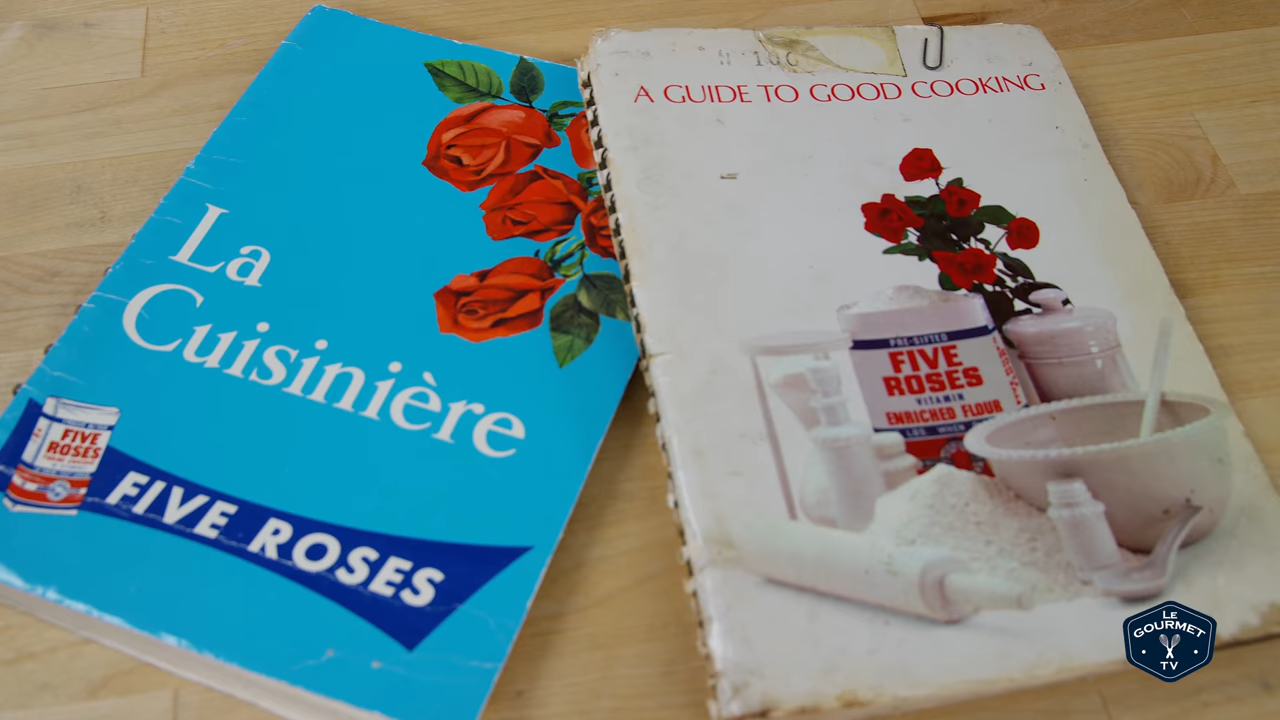 La
Cuisinière
FIVE
ROSES
FIVE ROSES
A GUIDE TO GOOD COOKING
PRE-SIFTED
FIVE
ROSES
VITAMIN
ENRICHED FLOUR
LE
GOURMET
TV